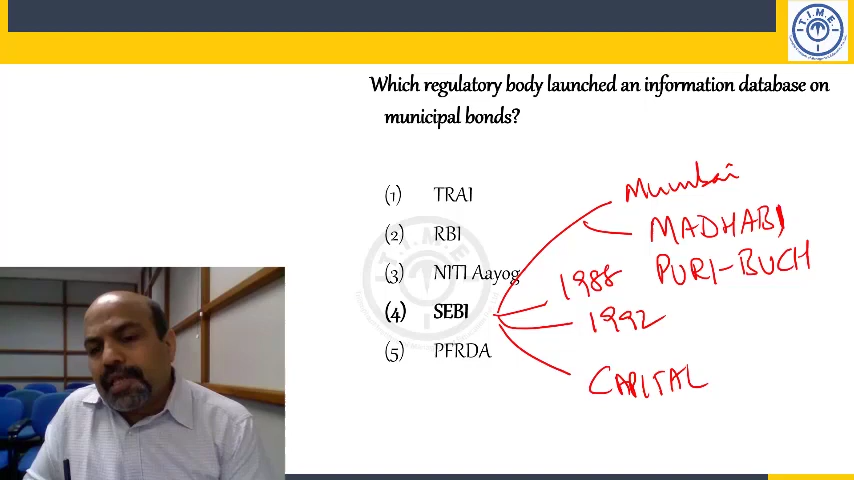 T.I.M.E.
Which regulatory body launched an information database on
municipal bonds?
(1) TRAI
(2) RBI
(3) NITI Aayog
(4) SEBI
(5) PFRDA
Mumbai
MADHABI
PURI-BUCH
1988
1992
CAPITAL